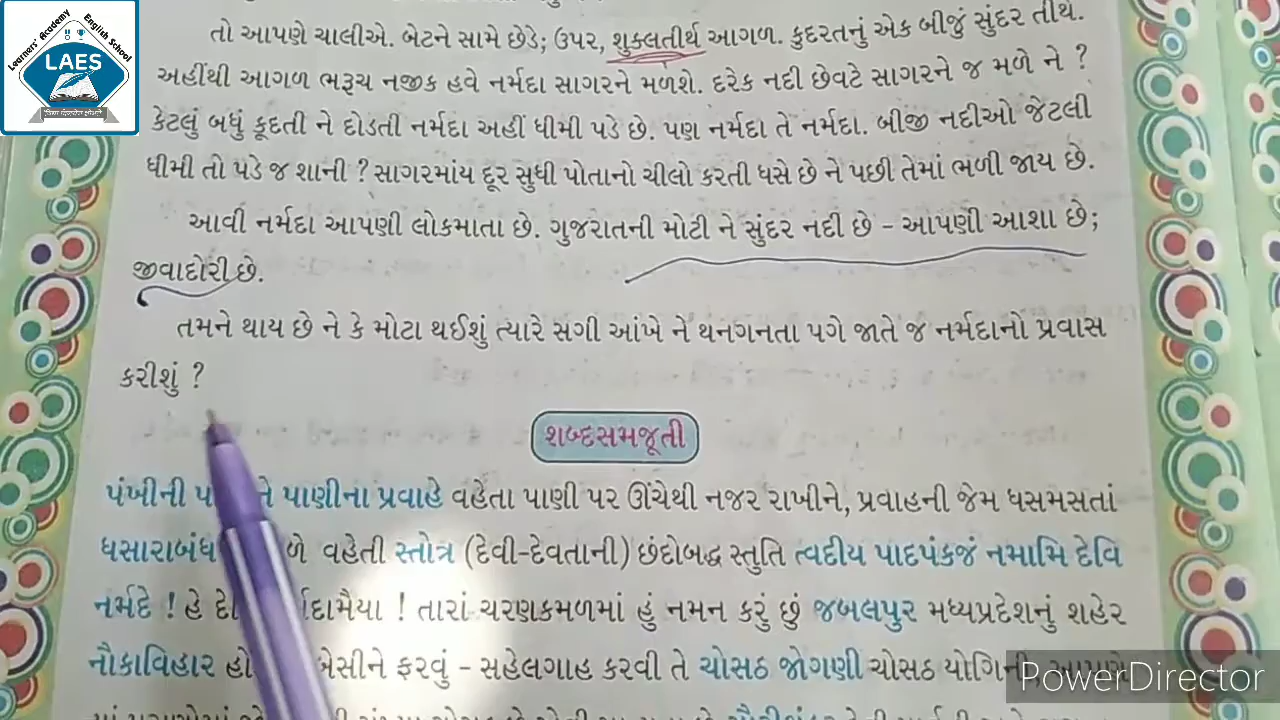 Learners' Academy English School
LAES
તો આપણે ચાલીએ. બેટને સામે છેડે; ઉપર, શુક્લતીર્થ આગળ. કુદરતનું એક બીજું સુંદર તીર્થ.
અહીંથી આગળ ભરૂચ નજીક હવે નર્મદા સાગરને મળશે. દરેક નદી છેવટે સાગરને જ મળે ને ?
કેટલું બધું કૂદતી ને દોડતી નર્મદા અહીં ધીમી પડે છે. પણ નર્મદા તે નર્મદા. બીજી નદીઓ જેટલી
ધીમી તો પડે જ શાની ? સાગરમાંય દૂર સુધી પોતાનો ચીલો કરતી ધસે છે ને પછી તેમાં ભળી જાય છે.
આવી નર્મદા આપણી લોકમાતા છે. ગુજરાતની મોટી ને સુંદર નદી છે - આપણી આશા છે;
જીવાદોરી છે.
તમને થાય છે ને કે મોટા થઈશું ત્યારે સગી આંખે ને થનગનતા પગે જાતે જ નર્મદાનો પ્રવાસ
કરીશું ?
શબ્દસમજૂતી
પંખીની ને પાણીના પ્રવાહે વહેતા પાણી પર ઊંચેથી નજર રાખીને, પ્રવાહની જેમ ધસમસતાં
ધસારાબંધ વહેતી સ્તોત્ર (દેવી-દેવતાની) છંદોબદ્ધ સ્તુતિ ત્વદીય પાદપંકજં નમામિ દેવિ
નર્મદે ! હે દે ર્મદામૈયા ! તારાં ચરણકમળમાં હું નમન કરું છું જબલપુર મધ્યપ્રદેશનું શહેર
નૌકાવિહાર હો બેસીને ફરવું - સહેલગાહ કરવી તે ચોસઠ જોગણી ચોસઠ યોગિની,
PowerDirector